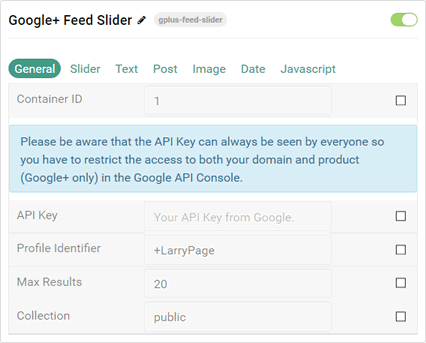 Google+ Feed Slider gplus-feed-slider
General Slider Text Post Image Date Javascript
Container ID 1
Please be aware that the API Key can always be seen by everyone so
you have to restrict the access to both your domain and product
(Google+ only) in the Google API Console.
API Key Your API Key from Google.
Profile Identifier +LarryPage
Max Results 20
Collection public